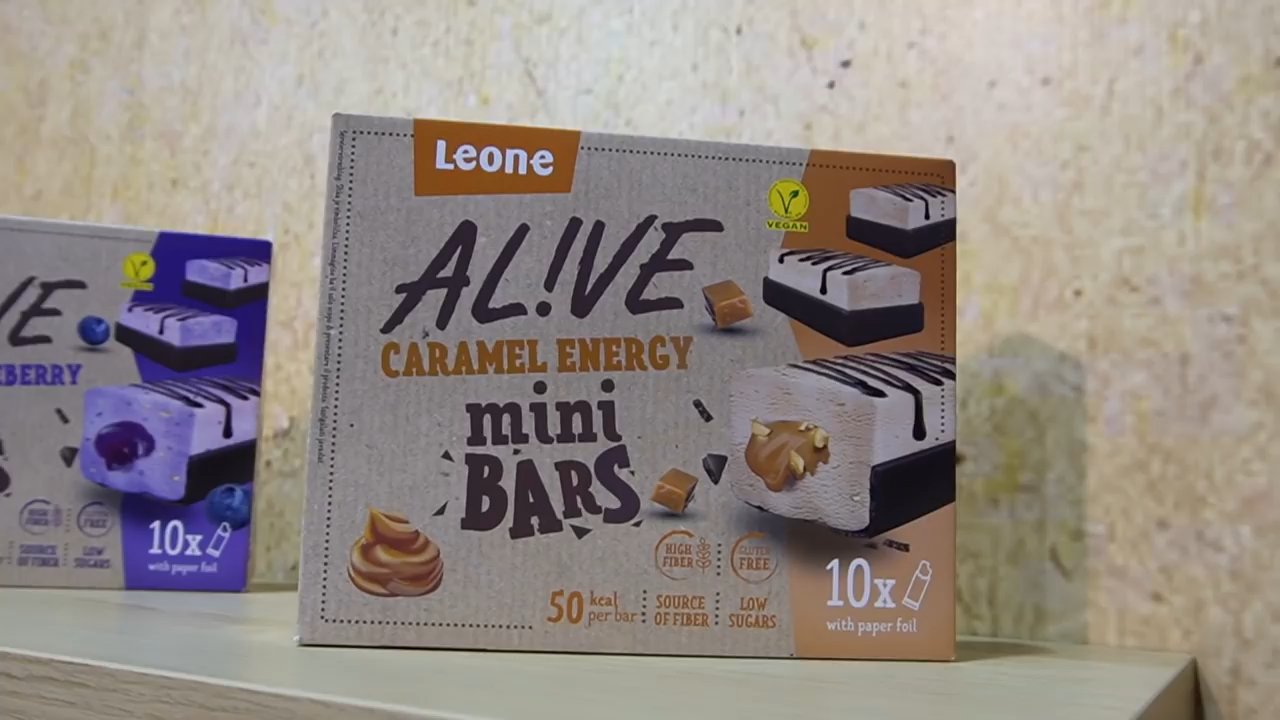 Leone
AL!VE
VEGAN
CARAMEL ENERGY
mini
BARS
HIGH
FIBER
GLUTEN
FREE
50 kcal
per bar
SOURCE
OF FIBER
LOW
SUGARS
10x
with paper foil
VE
BERRY
HIGH
FIBER
FREE
SOURCE
OF FIBER
LOW
SUGARS
10x
with paper foil